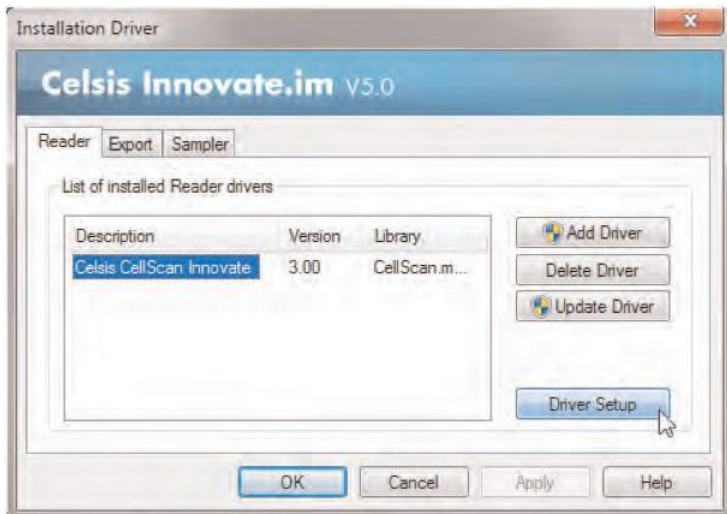 Installation Driver
Celsis Innovate.im V5.0
Reader Export Sampler
List of installed Reader drivers
Description Version Library
Celsis CellScan Innovate 3.00 CellScan.m...
Add Driver
Delete Driver
Update Driver
Driver Setup
OK Cancel Apply Help